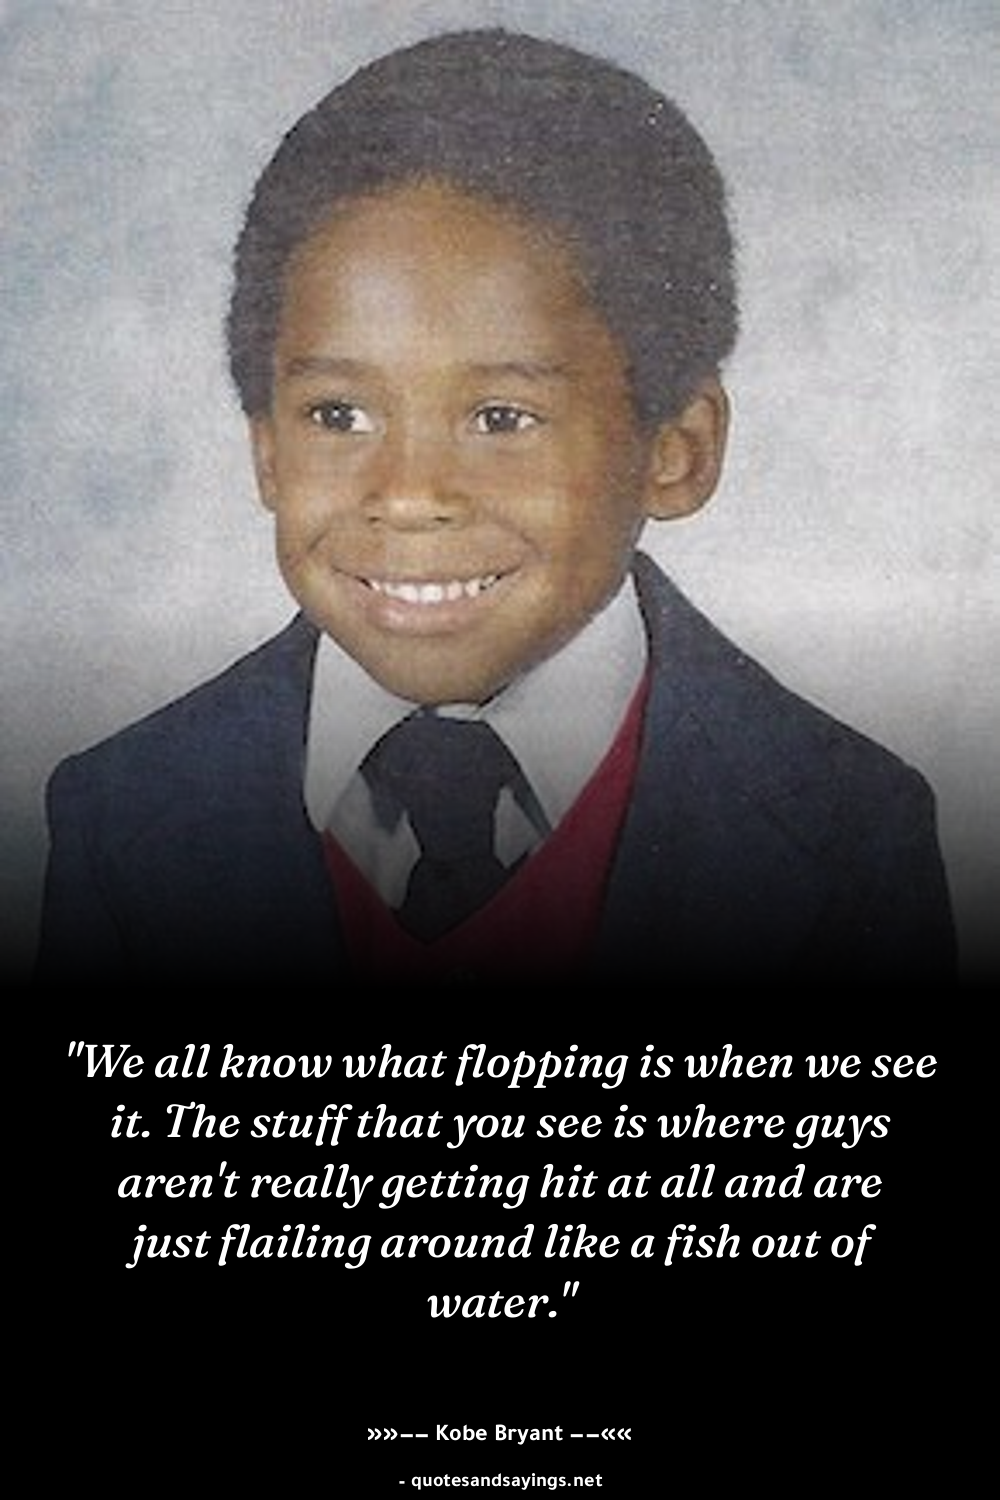 "We all know what flopping is when we see
it. The stuff that you see is where guys
aren't really getting hit at all and are
just flailing around like a fish out of
water."
»»−− Kobe Bryant −−««
- quotesandsayings.net